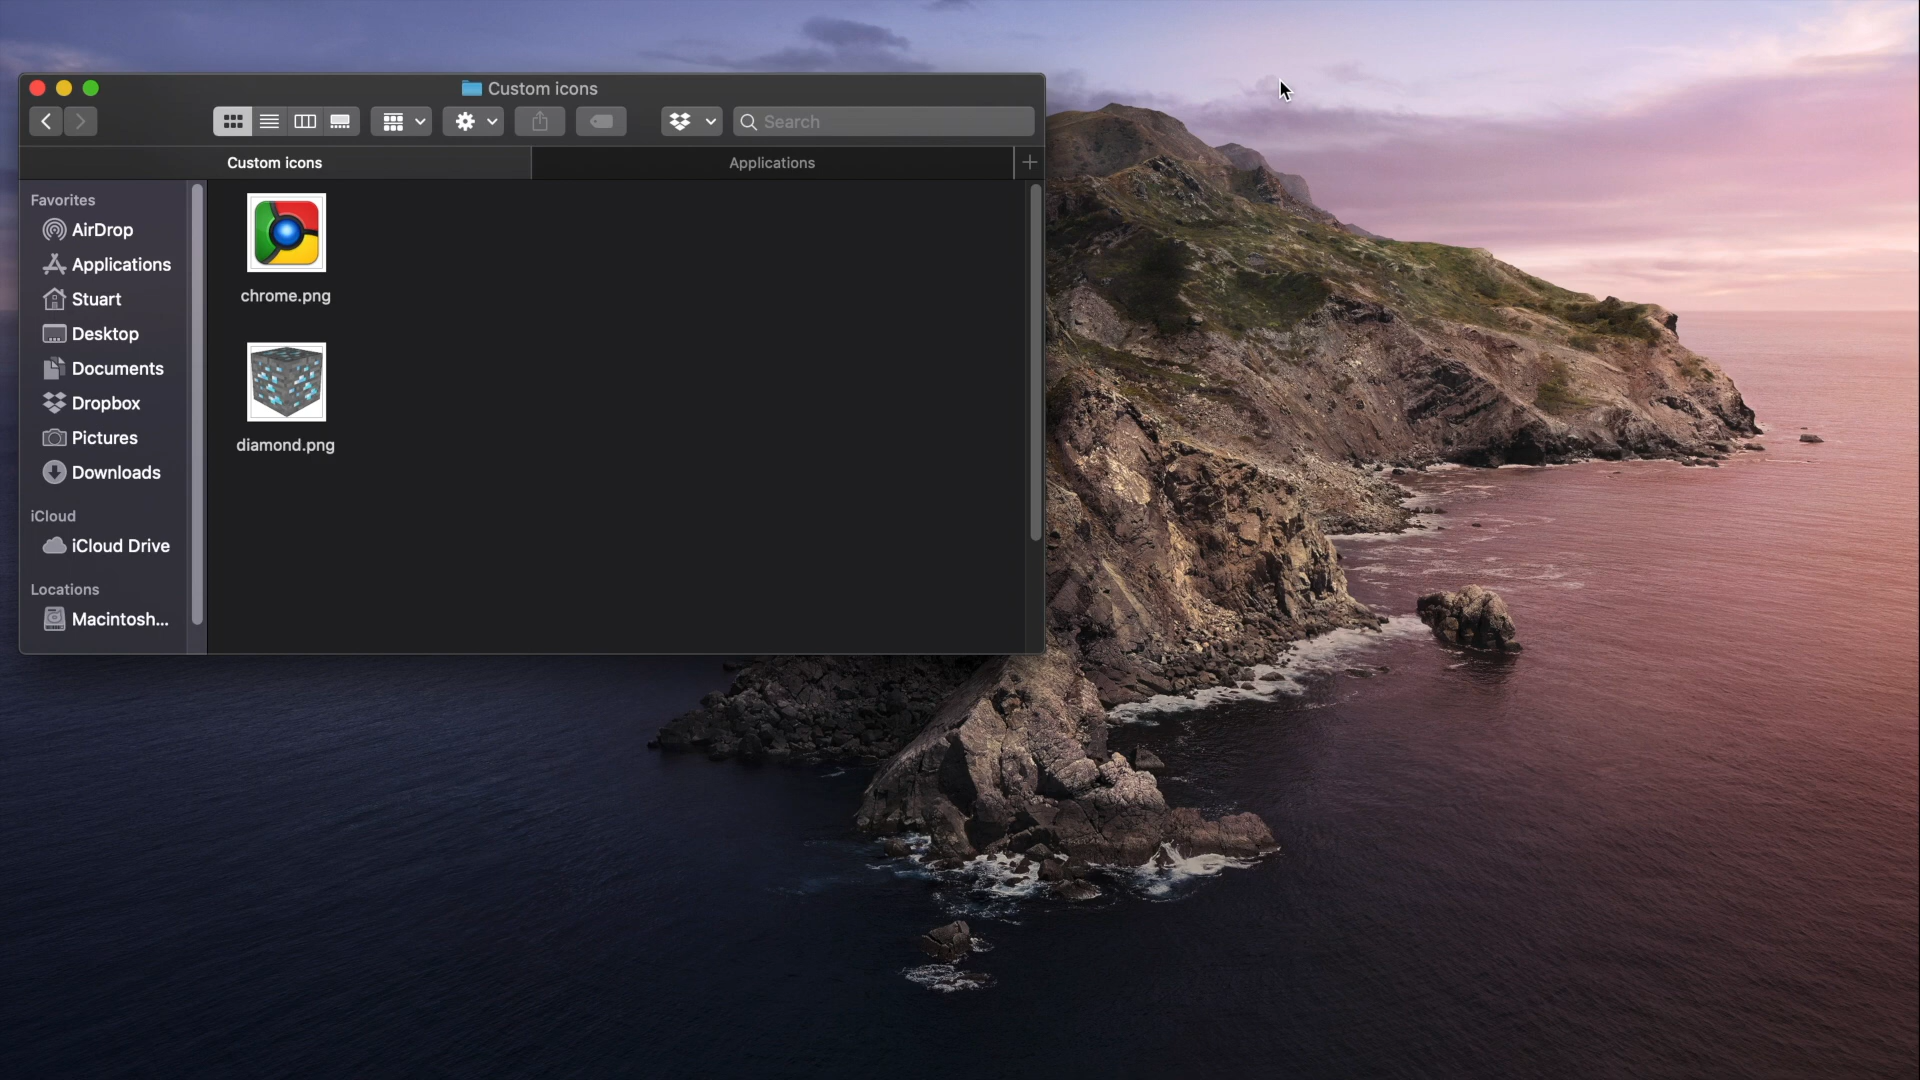 Custom icons
Search
Custom icons
Applications
Favorites
AirDrop
Applications
Stuart
Desktop
Documents
Dropbox
Pictures
Downloads
iCloud
iCloud Drive
Locations
Macintosh...
chrome.png
diamond.png